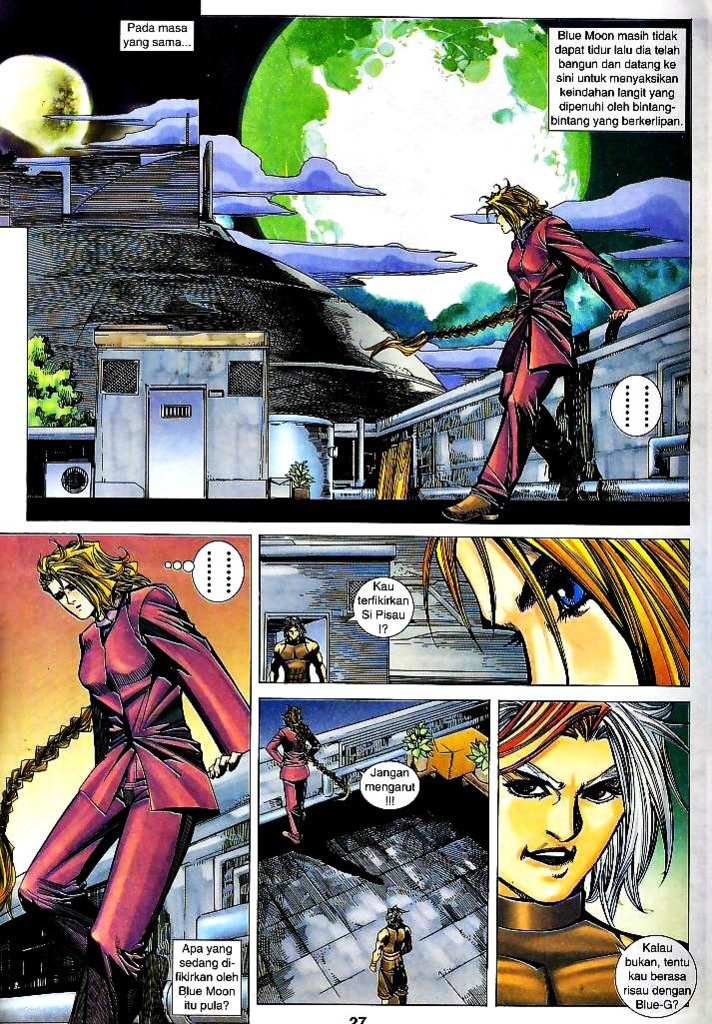 Pada masa
yang sama...
Blue Moon masih tidak
dapat tidur lalu dia telah
bangun dan datang ke
sini untuk menyaksikan
keindahan langit yang
dipenuhi oleh bintang-
bintang yang berkerlipan.
Kau
terfikirkan
Si Pisau
!?
Apa yang
sedang di-
fikirkan oleh
Blue Moon
itu pula?
Jangan
mengarut
!!!
Kalau
bukan, tentu
kau berasa
risau dengan
Blue-G?
27